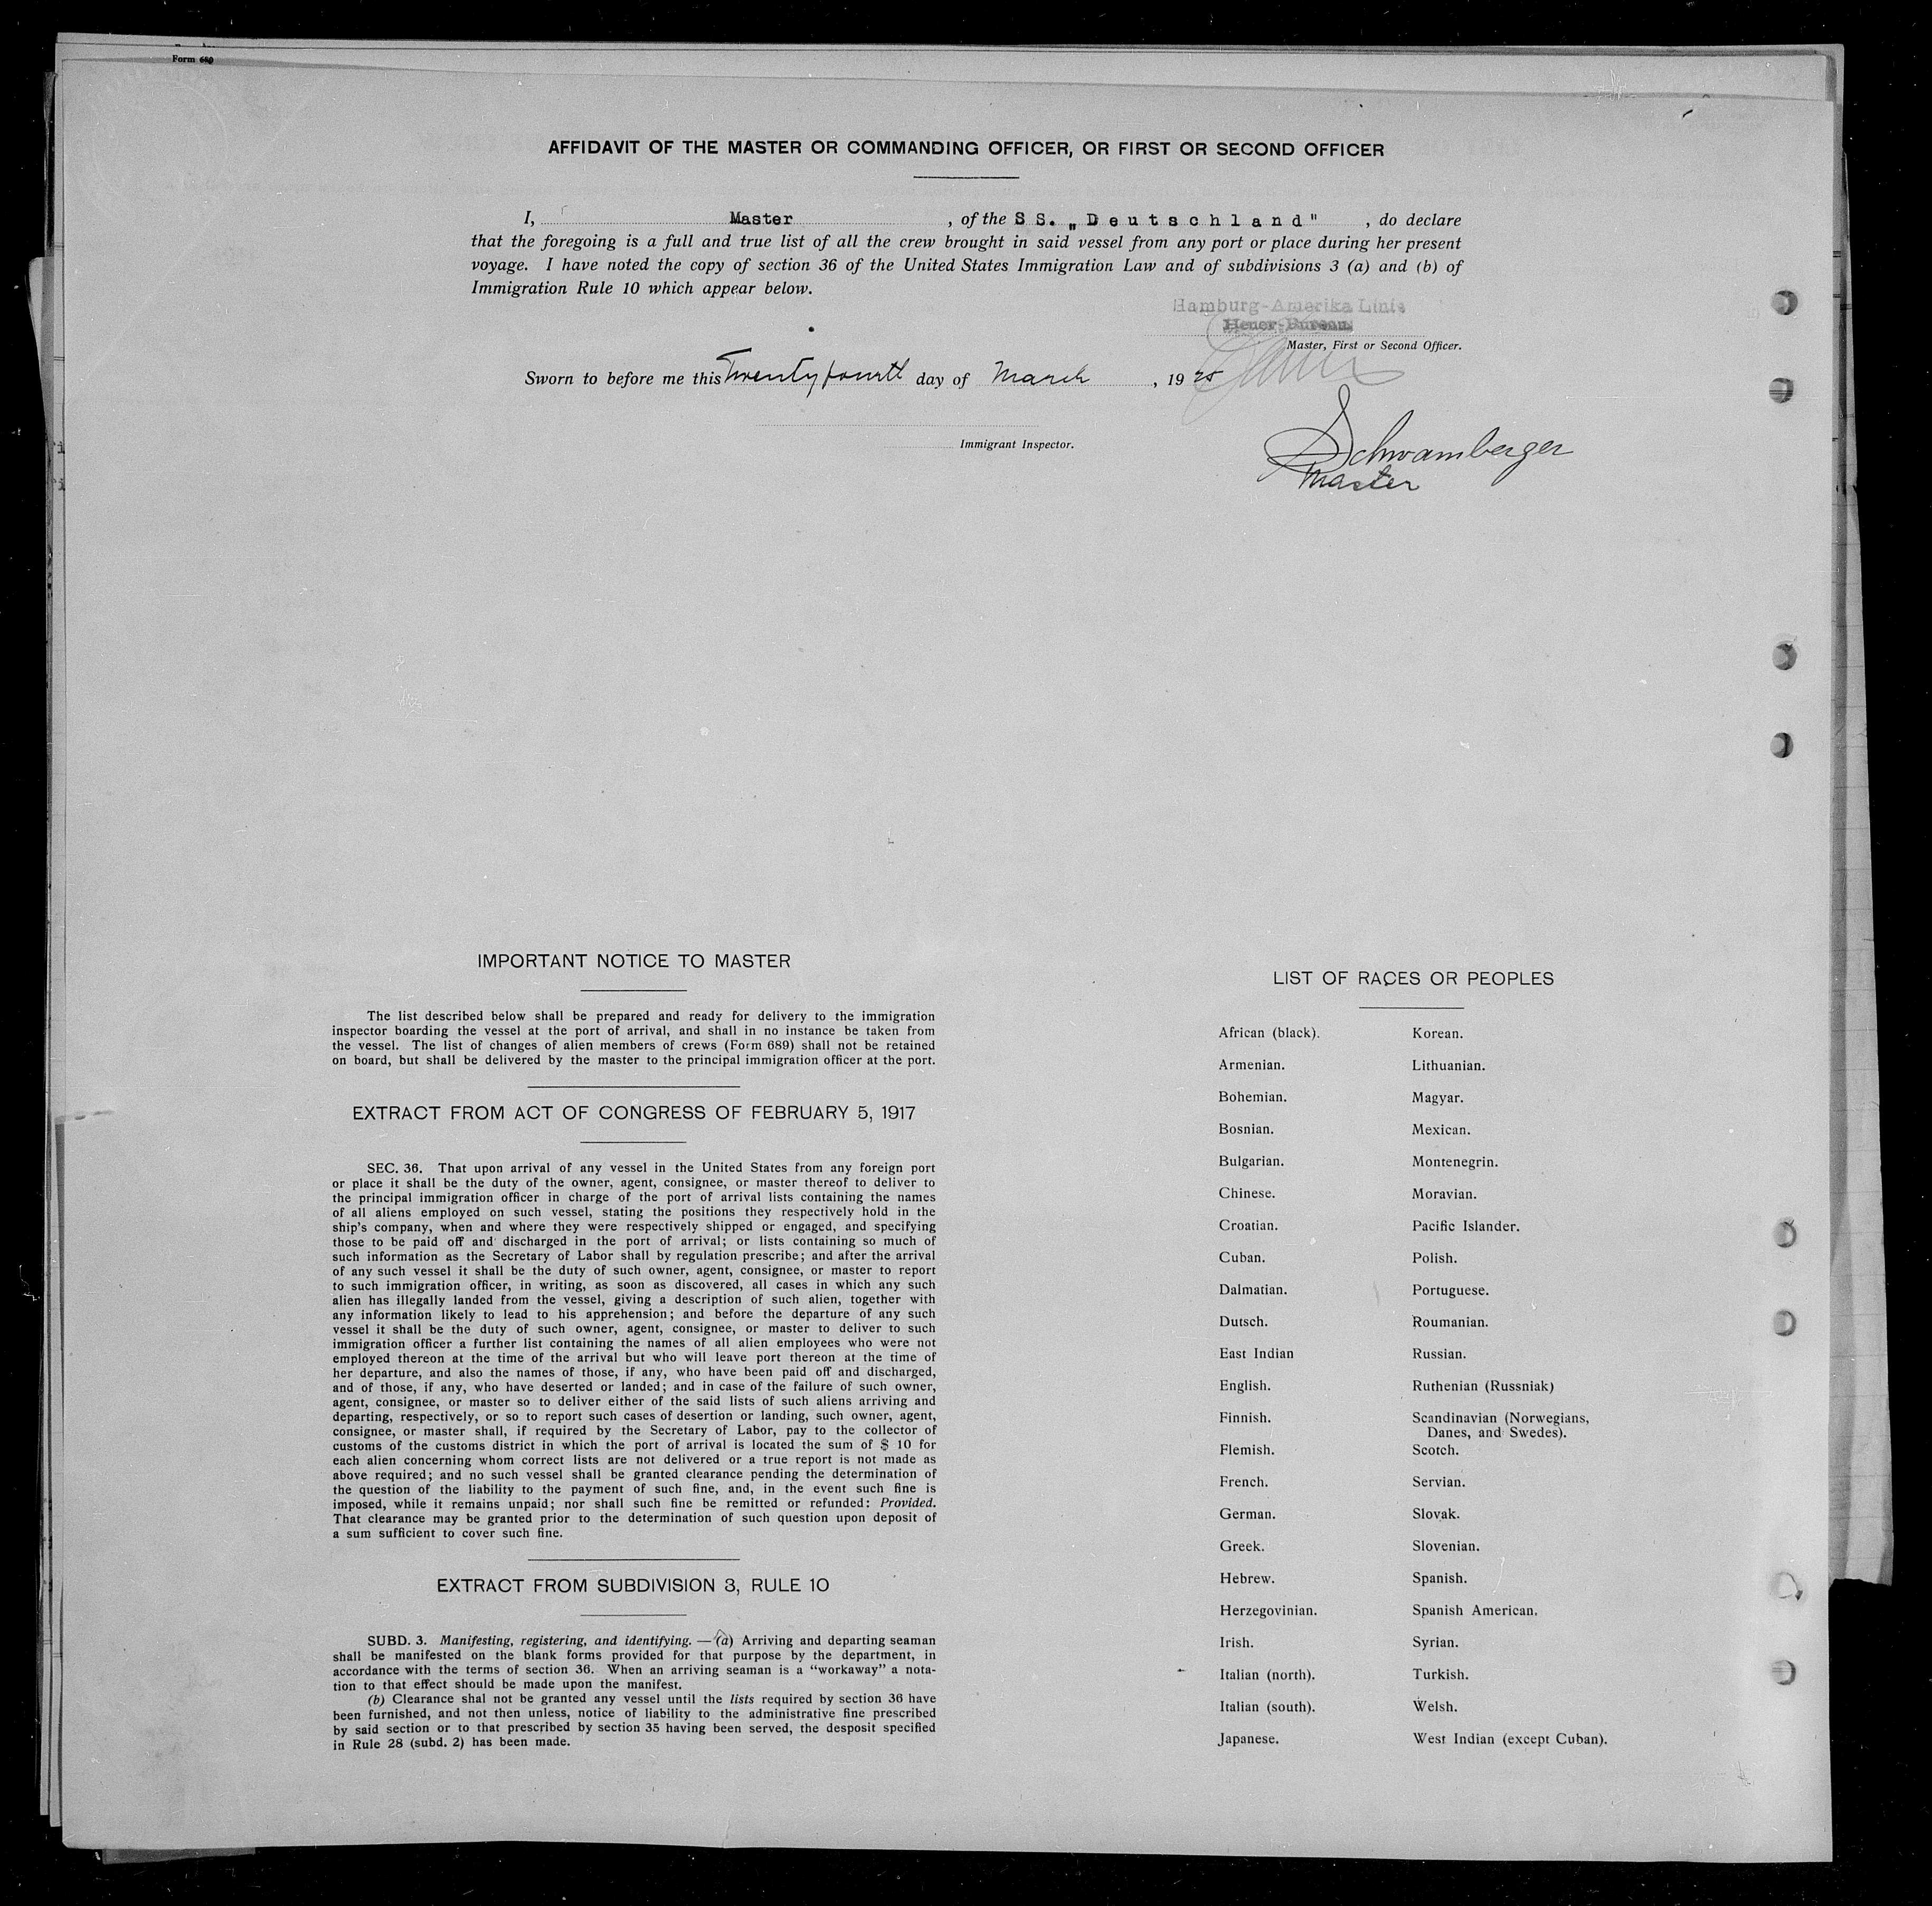 Form 689
AFFIDAVIT OF THE MASTER OR COMMANDING OFFICER, OR FIRST OR SECOND OFFICER
I, Master , of the S S. „Deutschland" , do declare
that the foregoing is a full and true list of all the crew brought in said vessel from any port or place during her present
voyage. I have noted the copy of section 36 of the United States Immigration Law and of subdivisions 3 (a) and (b) of
Immigration Rule 10 which appear below.
Hamburg-Amerika Linie
Heuer-Bureau
Master, First or Second Officer.
Sworn to before me this Twenty fourth day of March , 19 25
Immigrant Inspector.
Schwamberger
Master
IMPORTANT NOTICE TO MASTER
The list described below shall be prepared and ready for delivery to the immigration
inspector boarding the vessel at the port of arrival, and shall in no instance be taken from
the vessel. The list of changes of alien members of crews (Form 689) shall not be retained
on board, but shall be delivered by the master to the principal immigration officer at the port.
EXTRACT FROM ACT OF CONGRESS OF FEBRUARY 5, 1917
SEC. 36. That upon arrival of any vessel in the United States from any foreign port
or place it shall be the duty of the owner, agent, consignee, or master thereof to deliver to
the principal immigration officer in charge of the port of arrival lists containing the names
of all aliens employed on such vessel, stating the positions they respectively hold in the
ship's company, when and where they were respectively shipped or engaged, and specifying
those to be paid off and discharged in the port of arrival; or lists containing so much of
such information as the Secretary of Labor shall by regulation prescribe; and after the arrival
of any such vessel it shall be the duty of such owner, agent, consignee, or master to report
to such immigration officer, in writing, as soon as discovered, all cases in which any such
alien has illegally landed from the vessel, giving a description of such alien, together with
any information likely to lead to his apprehension; and before the departure of any such
vessel it shall be the duty of such owner, agent, consignee, or master to deliver to such
immigration officer a further list containing the names of all alien employees who were not
employed thereon at the time of the arrival but who will leave port thereon at the time of
her departure, and also the names of those, if any, who have been paid off and discharged,
and of those, if any, who have deserted or landed; and in case of the failure of such owner,
agent, consignee, or master so to deliver either of the said lists of such aliens arriving and
departing, respectively, or so to report such cases of desertion or landing, such owner, agent,
consignee, or master shall, if required by the Secretary of Labor, pay to the collector of
customs of the customs district in which the port of arrival is located the sum of $ 10 for
each alien concerning whom correct lists are not delivered or a true report is not made as
above required; and no such vessel shall be granted clearance pending the determination of
the question of the liability to the payment of such fine, and, in the event such fine is
imposed, while it remains unpaid; nor shall such fine be remitted or refunded: Provided.
That clearance may be granted prior to the determination of such question upon deposit of
a sum sufficient to cover such fine.
EXTRACT FROM SUBDIVISION 3, RULE 10
SUBD. 3. Manifesting, registering, and identifying. — (a) Arriving and departing seaman
shall be manifested on the blank forms provided for that purpose by the department, in
accordance with the terms of section 36. When an arriving seaman is a “workaway” a nota-
tion to that effect should be made upon the manifest.
(b) Clearance shal not be granted any vessel until the lists required by section 36 have
been furnished, and not then unless, notice of liability to the administrative fine prescribed
by said section or to that prescribed by section 35 having been served, the desposit specified
in Rule 28 (subd. 2) has been made.
LIST OF RACES OR PEOPLES
African (black).
Armenian.
Bohemian.
Bosnian.
Bulgarian.
Chinese.
Croatian.
Cuban.
Dalmatian.
Dutsch.
East Indian
English.
Finnish.
Flemish.
French.
German.
Greek.
Hebrew.
Herzegovinian.
Irish.
Italian (north).
Italian (south).
Japanese.
Korean.
Lithuanian.
Magyar.
Mexican.
Montenegrin.
Moravian.
Pacific Islander.
Polish.
Portuguese.
Roumanian.
Russian.
Ruthenian (Russniak)
Scandinavian (Norwegians,
Danes, and Swedes).
Scotch.
Servian.
Slovak.
Slovenian.
Spanish.
Spanish American.
Syrian.
Turkish.
Welsh.
West Indian (except Cuban).